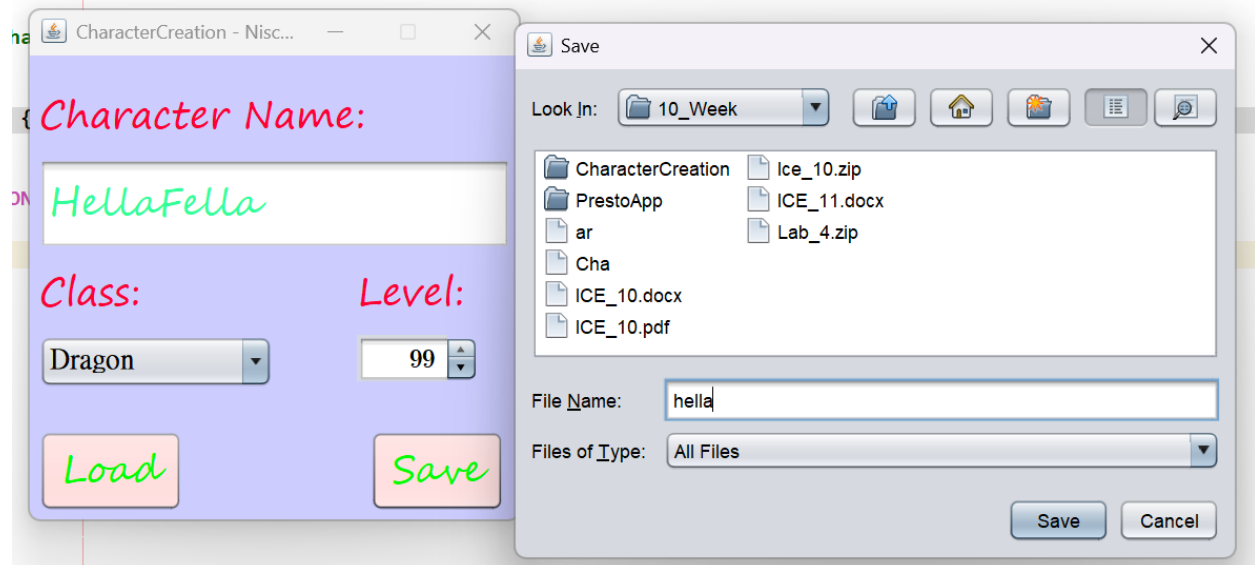 ha
CharacterCreation - Nisc...
{
Character Name:
ON
HellaFella
Class:
Level:
Dragon
99
Load
Save
Save
Look In:
10_Week
CharacterCreation
Ice_10.zip
PrestoApp
ICE_11.docx
ar
Lab_4.zip
Cha
ICE_10.docx
ICE_10.pdf
File Name:
hella
Files of Type:
All Files
Save
Cancel